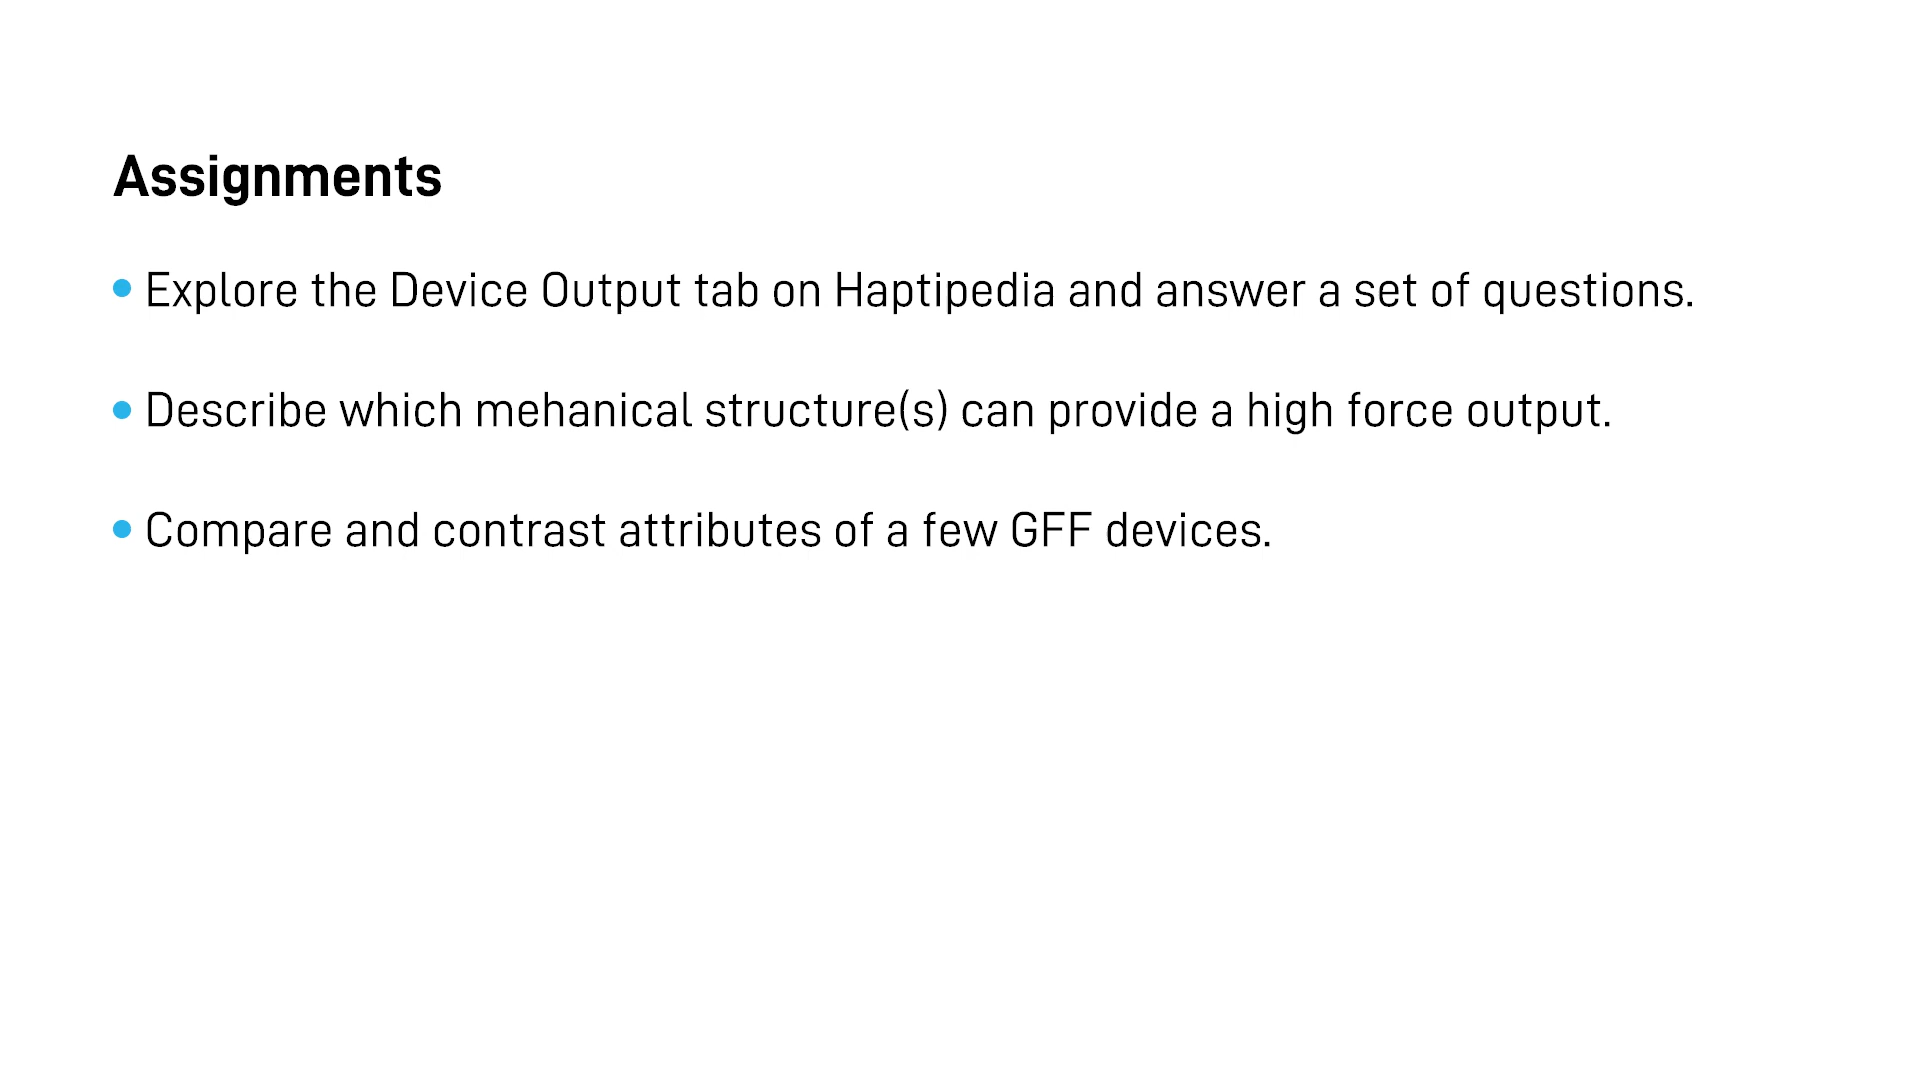 Assignments
• Explore the Device Output tab on Haptipedia and answer a set of questions.
• Describe which mehanical structure(s) can provide a high force output.
• Compare and contrast attributes of a few GFF devices.